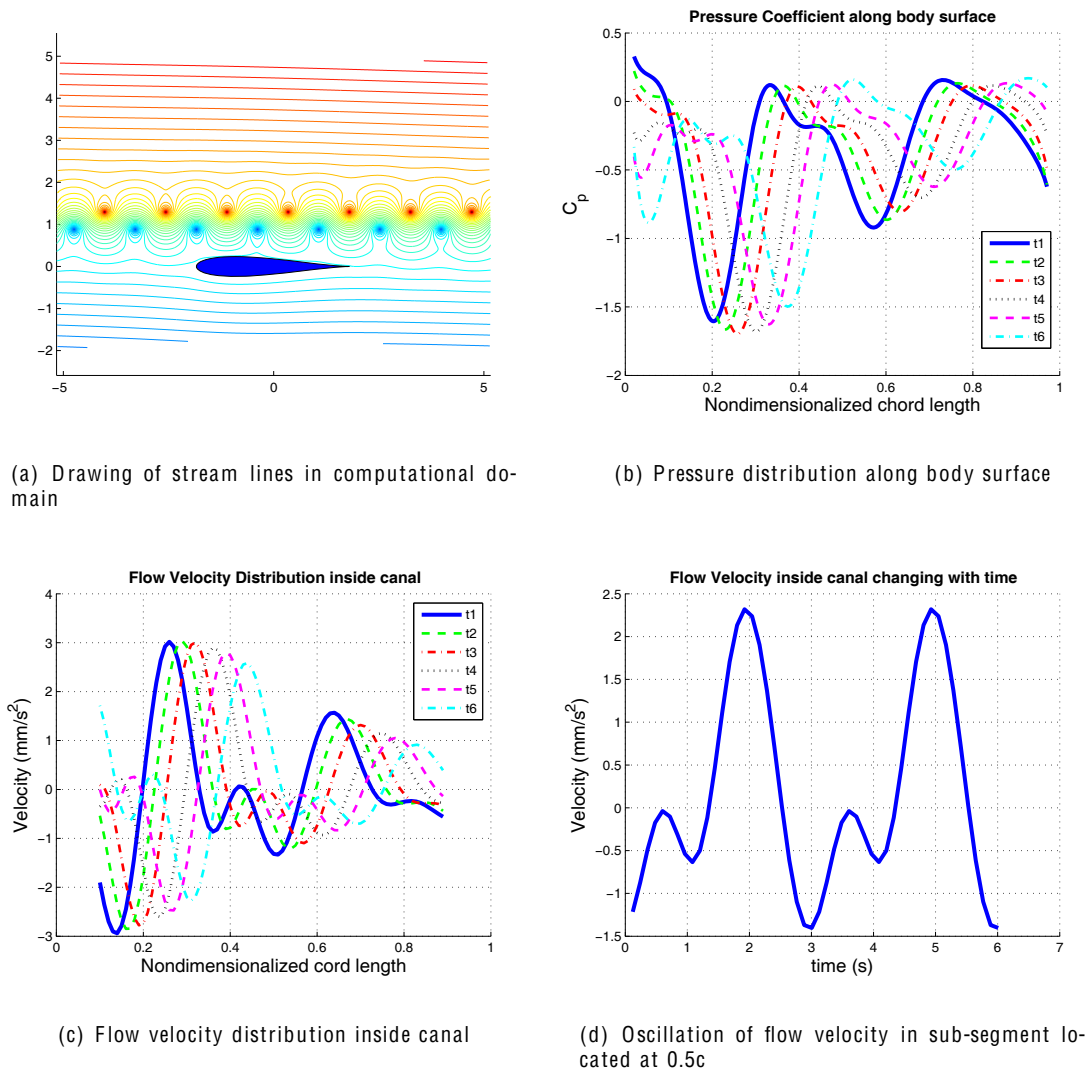 5
4
3
2
1
0
−1
−2
−5
0
5
(a) Drawing of stream lines in computational do-
main
Pressure Coefficient along body surface
0.5
0
−0.5
−1
−1.5
−2
C_p
0
0.2
0.4
0.6
0.8
1
Nondimensionalized chord length
t1
t2
t3
t4
t5
t6
(b) Pressure distribution along body surface
Flow Velocity Distribution inside canal
4
3
2
1
0
−1
−2
−3
Velocity (mm/s²)
0
0.2
0.4
0.6
0.8
1
Nondimensionalized cord length
t1
t2
t3
t4
t5
t6
(c) Flow velocity distribution inside canal
Flow Velocity inside canal changing with time
2.5
2
1.5
1
0.5
0
−0.5
−1
−1.5
Velocity (mm/s²)
0
1
2
3
4
5
6
7
time (s)
(d) Oscillation of flow velocity in sub-segment lo-
cated at 0.5c